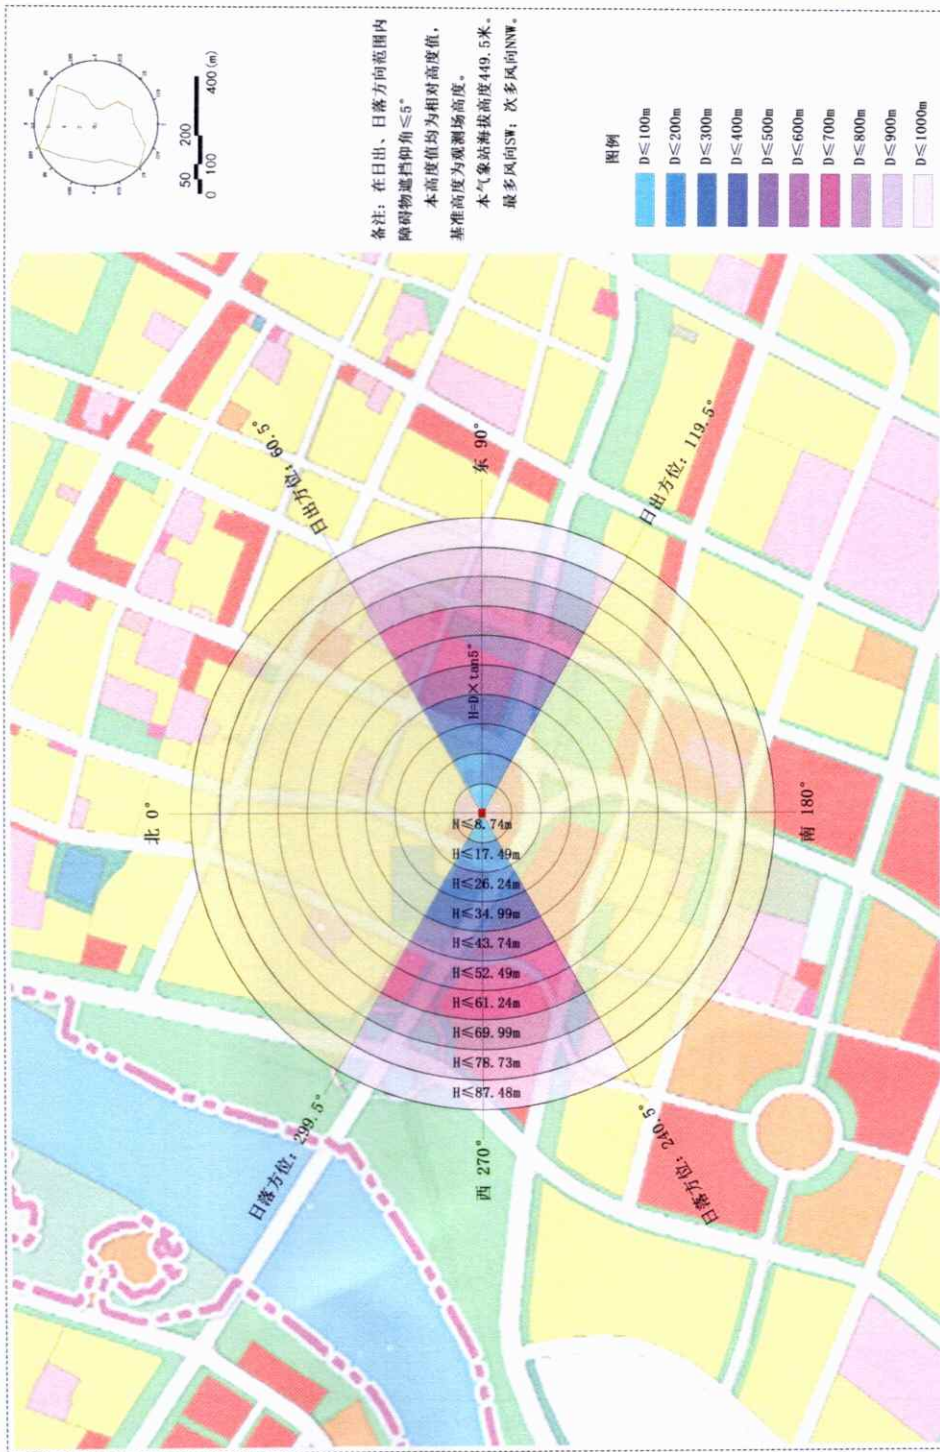 50 200 400(m)
0 100
备注：在日出、日落方向范围内
障碍物遮挡仰角≤5°
本高度值均为相对高度值，
基准高度为观测场高度。
本气象站海拔高度449.5米。
最多风向SW；次多风向NNW。
图例
D≤100m
D≤200m
D≤300m
D≤400m
D≤500m
D≤600m
D≤700m
D≤800m
D≤900m
D≤1000m
北 0°
日出方位：60.5°
东 90°
日出方位：119.5°
南 180°
日落方位：240.5°
西 270°
日落方位：299.5°
H=D×tan5°
H≤8.74m
H≤17.49m
H≤26.24m
H≤34.99m
H≤43.74m
H≤52.49m
H≤61.24m
H≤69.99m
H≤78.73m
H≤87.48m